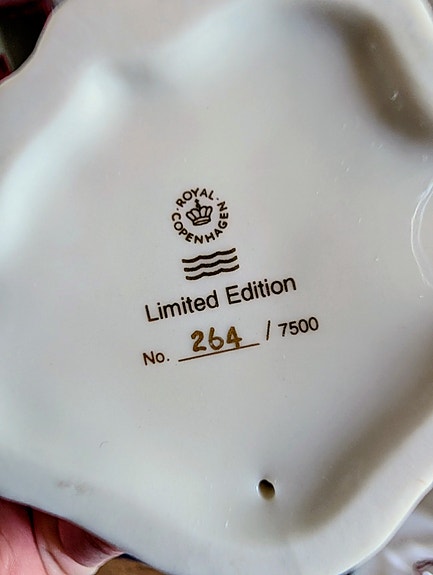 ROYAL
COPENHAGEN
Limited Edition
No. 264 / 7500